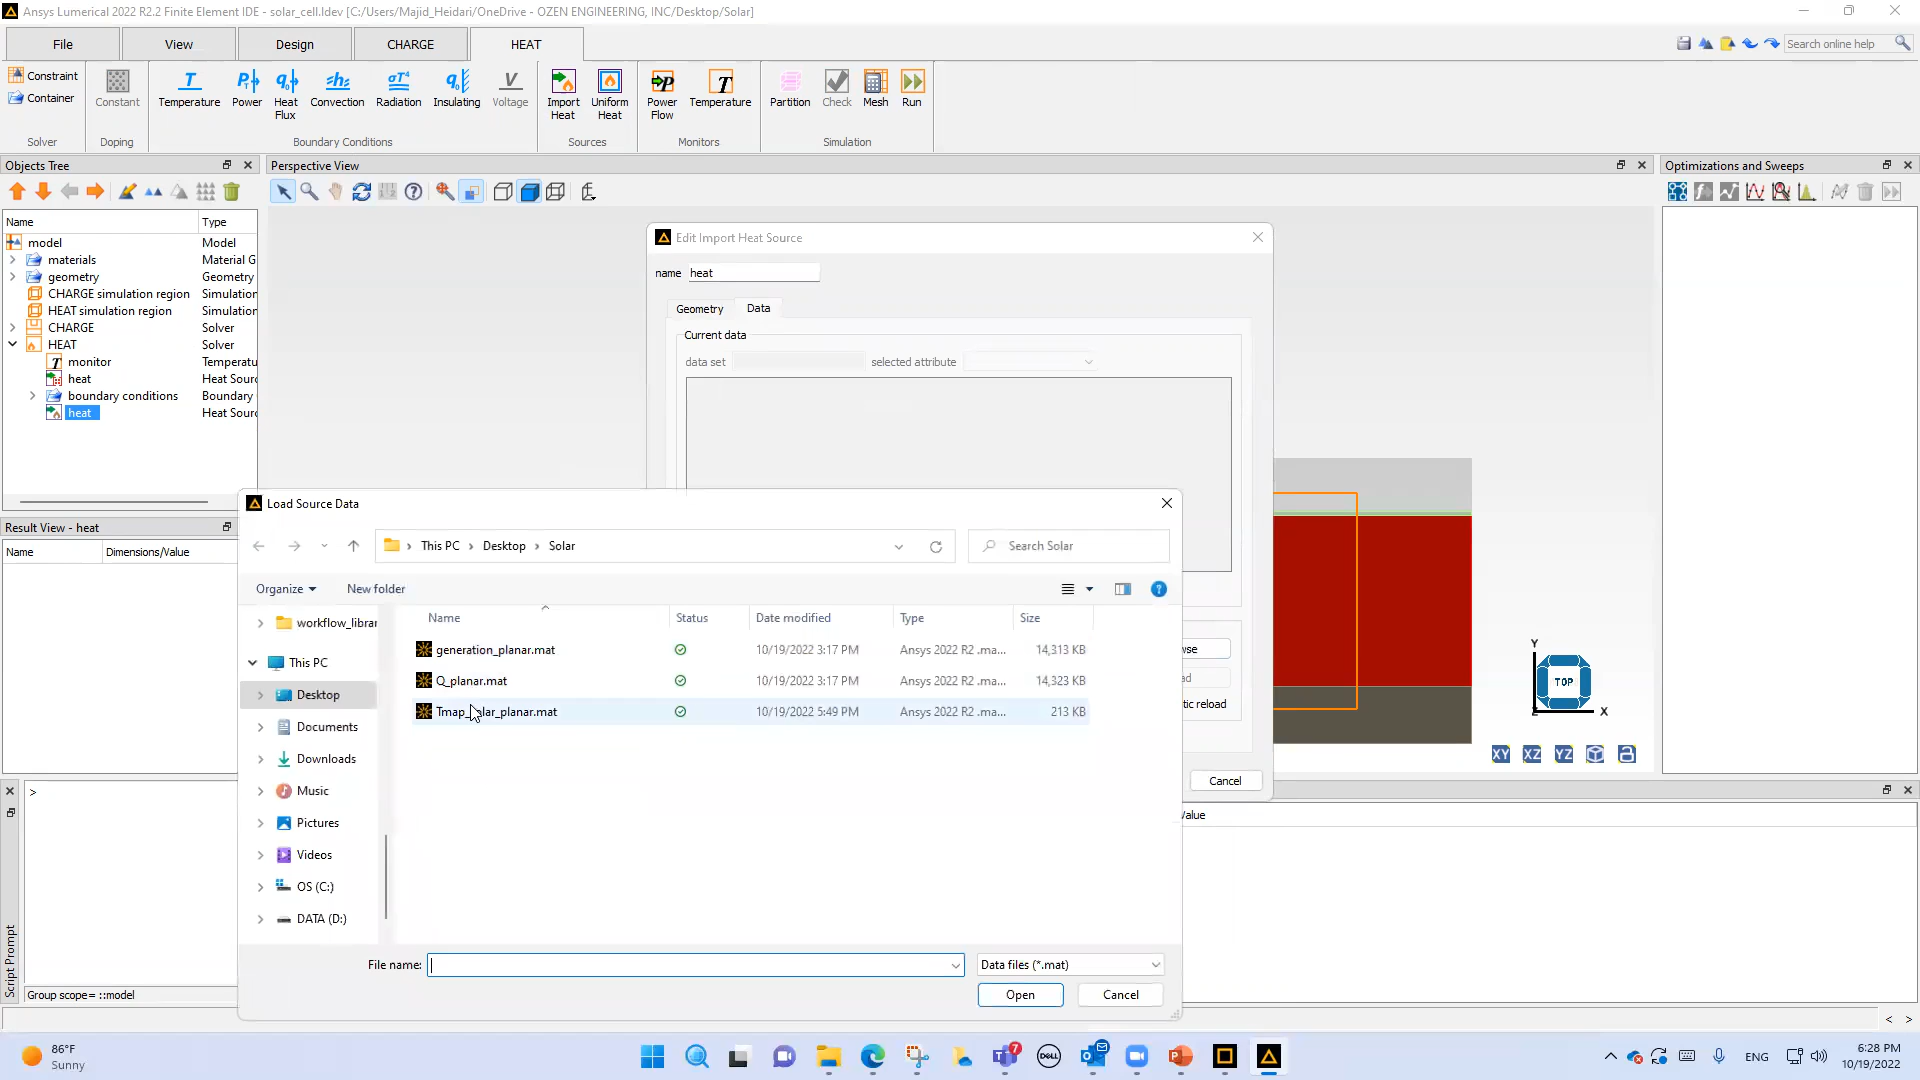 Ansys Lumerical 2022 R2.2 Finite Element IDE - solar_cell.ldev [C:/Users/Majid_Heidari/OneDrive - OZEN ENGINEERING, INC/Desktop/Solar]
File View Design CHARGE HEAT
Search online help
Constraint
Container
Solver
Constant
Doping
Temperature Power Heat Flux Convection Radiation Insulating Voltage
Boundary Conditions
Import Heat Uniform Heat
Sources
Power Flow Temperature
Monitors
Partition Check Mesh Run
Simulation
Objects Tree
Name Type
model Model
materials Material G
geometry Geometry
CHARGE simulation region Simulation
HEAT simulation region Simulation
CHARGE Solver
HEAT Solver
monitor Temperatu
heat Heat Sourc
boundary conditions Boundary
heat Heat Sourc
Result View - heat
Name Dimensions/Value
Perspective View
Optimizations and Sweeps
Edit Import Heat Source
name heat
Geometry Data
Current data
data set selected attribute
wse
ad
tic reload
Cancel
Load Source Data
This PC > Desktop > Solar
Search Solar
Organize New folder
workflow_librar
This PC
Desktop
Documents
Downloads
Music
Pictures
Videos
OS (C:)
DATA (D:)
Name Status Date modified Type Size
generation_planar.mat 10/19/2022 3:17 PM Ansys 2022 R2 .ma... 14,313 KB
Q_planar.mat 10/19/2022 3:17 PM Ansys 2022 R2 .ma... 14,323 KB
10/19/2022 5:49 PM Ansys 2022 R2 .ma... 213 KB
File name:
Data files (*.mat)
Open Cancel
Y
TOP
X
XY XZ YZ
>
Script Prompt
Group scope= ::model
alue
86°F
Sunny
7
DELL
ENG
6:28 PM
10/19/2022